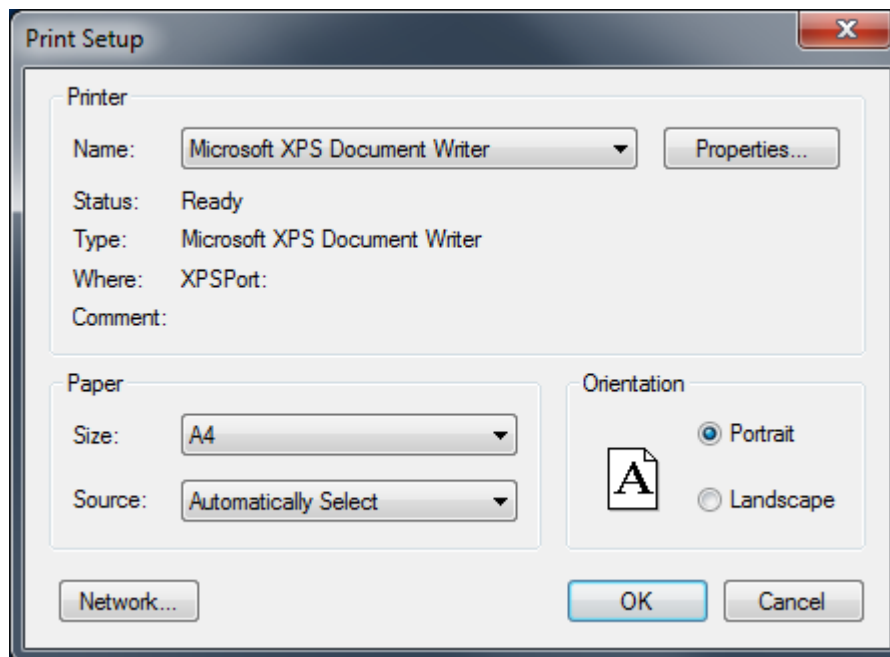 Print Setup
Printer
Name: Microsoft XPS Document Writer Properties...
Status: Ready
Type: Microsoft XPS Document Writer
Where: XPSPort:
Comment:
Paper
Size: A4
Source: Automatically Select
Orientation
A
Portrait
Landscape
Network... OK Cancel